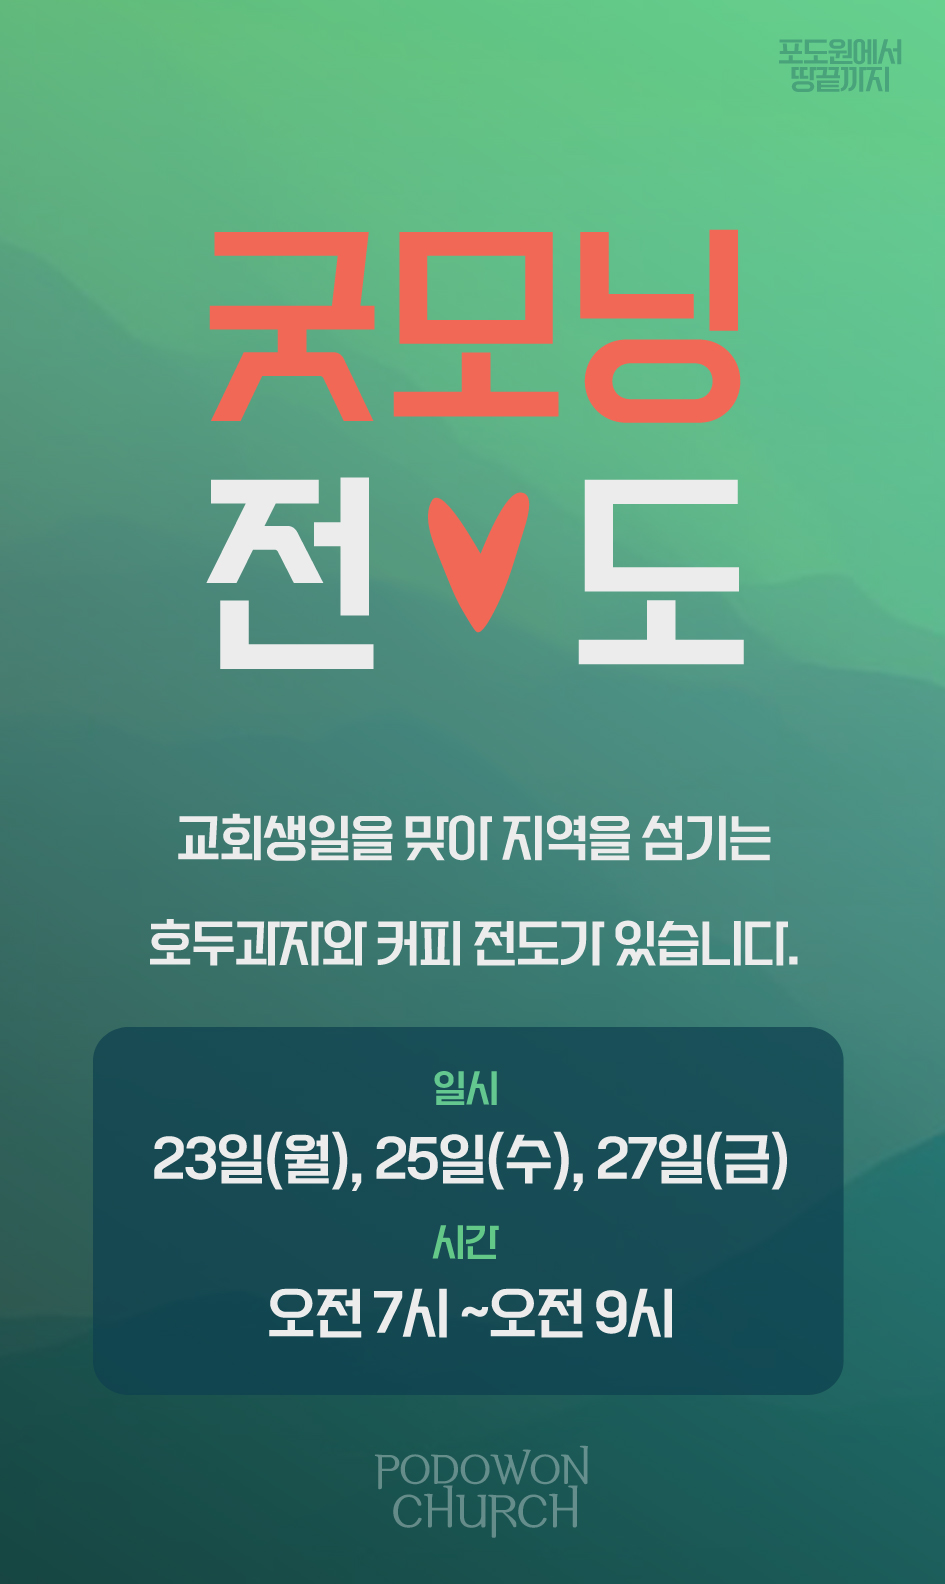 포도원에서
땅끝까지
굿모닝
전도
교회생일을 맞아 지역을 섬기는
호두과자와 커피 전도가 있습니다.
일시
23일(월), 25일(수), 27일(금)
시간
오전 7시 ~오전 9시
PODOWON
CHURCH